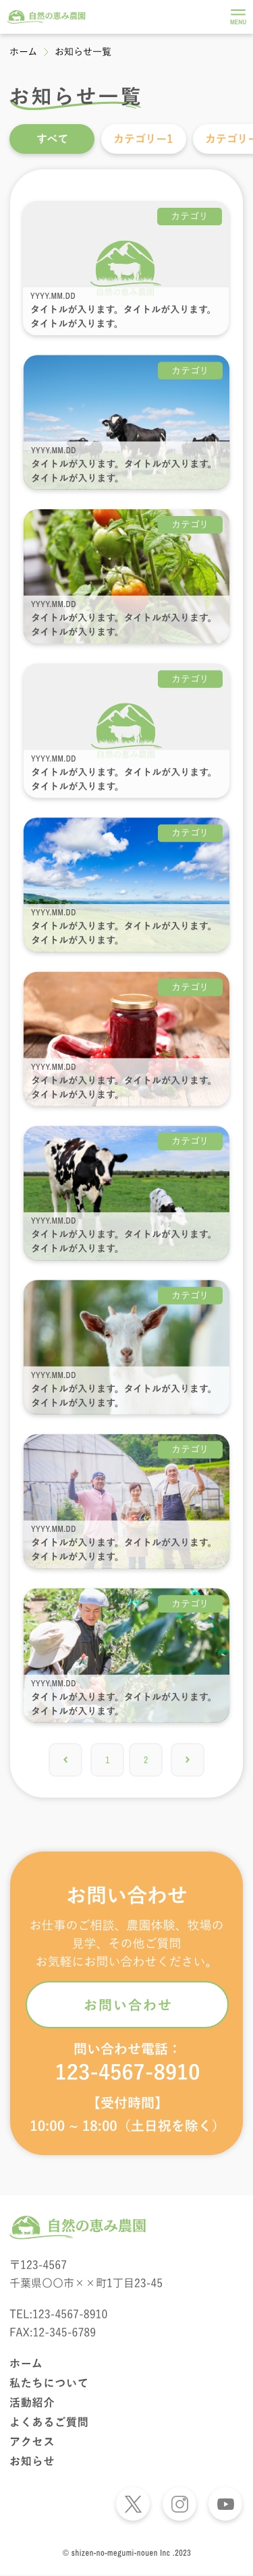 自然の恵み農園
MENU
ホーム > お知らせ一覧
お知らせ一覧
すべて
カテゴリー1
カテゴリー
カテゴリ
自然の恵み農園
YYYY.MM.DD
タイトルが入ります。タイトルが入ります。
タイトルが入ります。
カテゴリ
YYYY.MM.DD
タイトルが入ります。タイトルが入ります。
タイトルが入ります。
カテゴリ
YYYY.MM.DD
タイトルが入ります。タイトルが入ります。
タイトルが入ります。
カテゴリ
自然の恵み農園
YYYY.MM.DD
タイトルが入ります。タイトルが入ります。
タイトルが入ります。
カテゴリ
YYYY.MM.DD
タイトルが入ります。タイトルが入ります。
タイトルが入ります。
カテゴリ
YYYY.MM.DD
タイトルが入ります。タイトルが入ります。
タイトルが入ります。
カテゴリ
YYYY.MM.DD
タイトルが入ります。タイトルが入ります。
タイトルが入ります。
カテゴリ
YYYY.MM.DD
タイトルが入ります。タイトルが入ります。
タイトルが入ります。
カテゴリ
YYYY.MM.DD
タイトルが入ります。タイトルが入ります。
タイトルが入ります。
カテゴリ
YYYY.MM.DD
タイトルが入ります。タイトルが入ります。
タイトルが入ります。
1 2
お問い合わせ
お仕事のご相談、農園体験、牧場の
見学、その他ご質問
お気軽にお問い合わせください。
お問い合わせ
問い合わせ電話：
123-4567-8910
【受付時間】
10:00 ~ 18:00（土日祝を除く）
自然の恵み農園
〒123-4567
千葉県〇〇市××町1丁目23-45
TEL:123-4567-8910
FAX:12-345-6789
ホーム
私たちについて
活動紹介
よくあるご質問
アクセス
お知らせ
© shizen-no-megumi-nouen Inc .2023